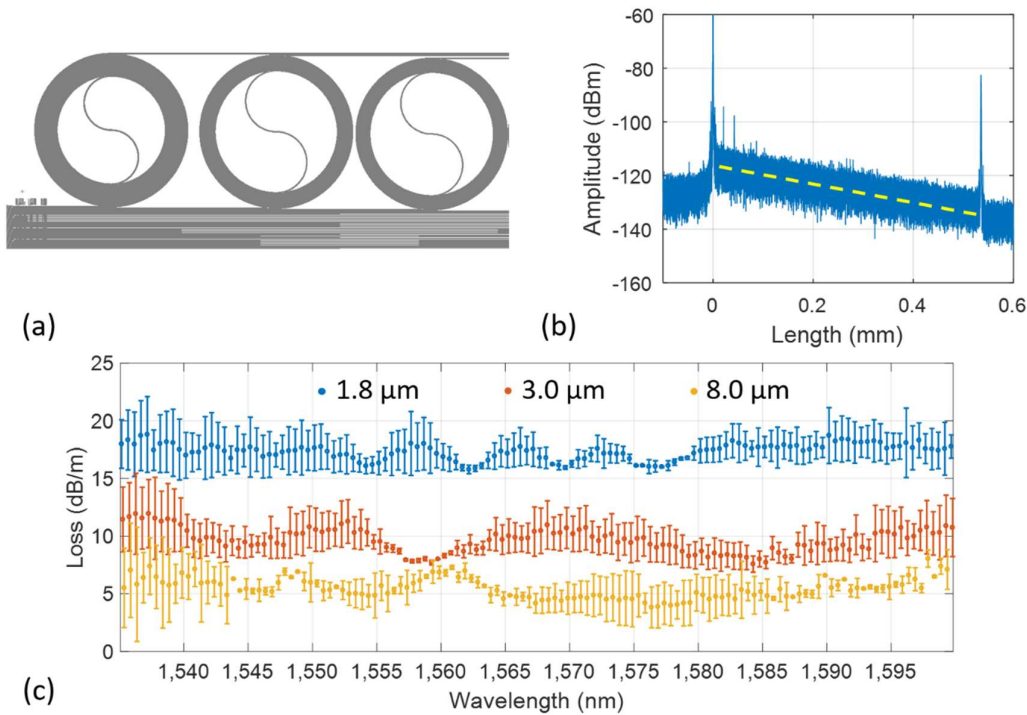 (a)
Amplitude (dBm)
-60
-80
-100
-120
-140
-160
0
0.2
0.4
0.6
Length (mm)
(b)
Loss (dB/m)
25
20
15
10
5
0
1.8 µm
3.0 µm
8.0 µm
1,540
1,545
1,550
1,555
1,560
1,565
1,570
1,575
1,580
1,585
1,590
1,595
Wavelength (nm)
(c)